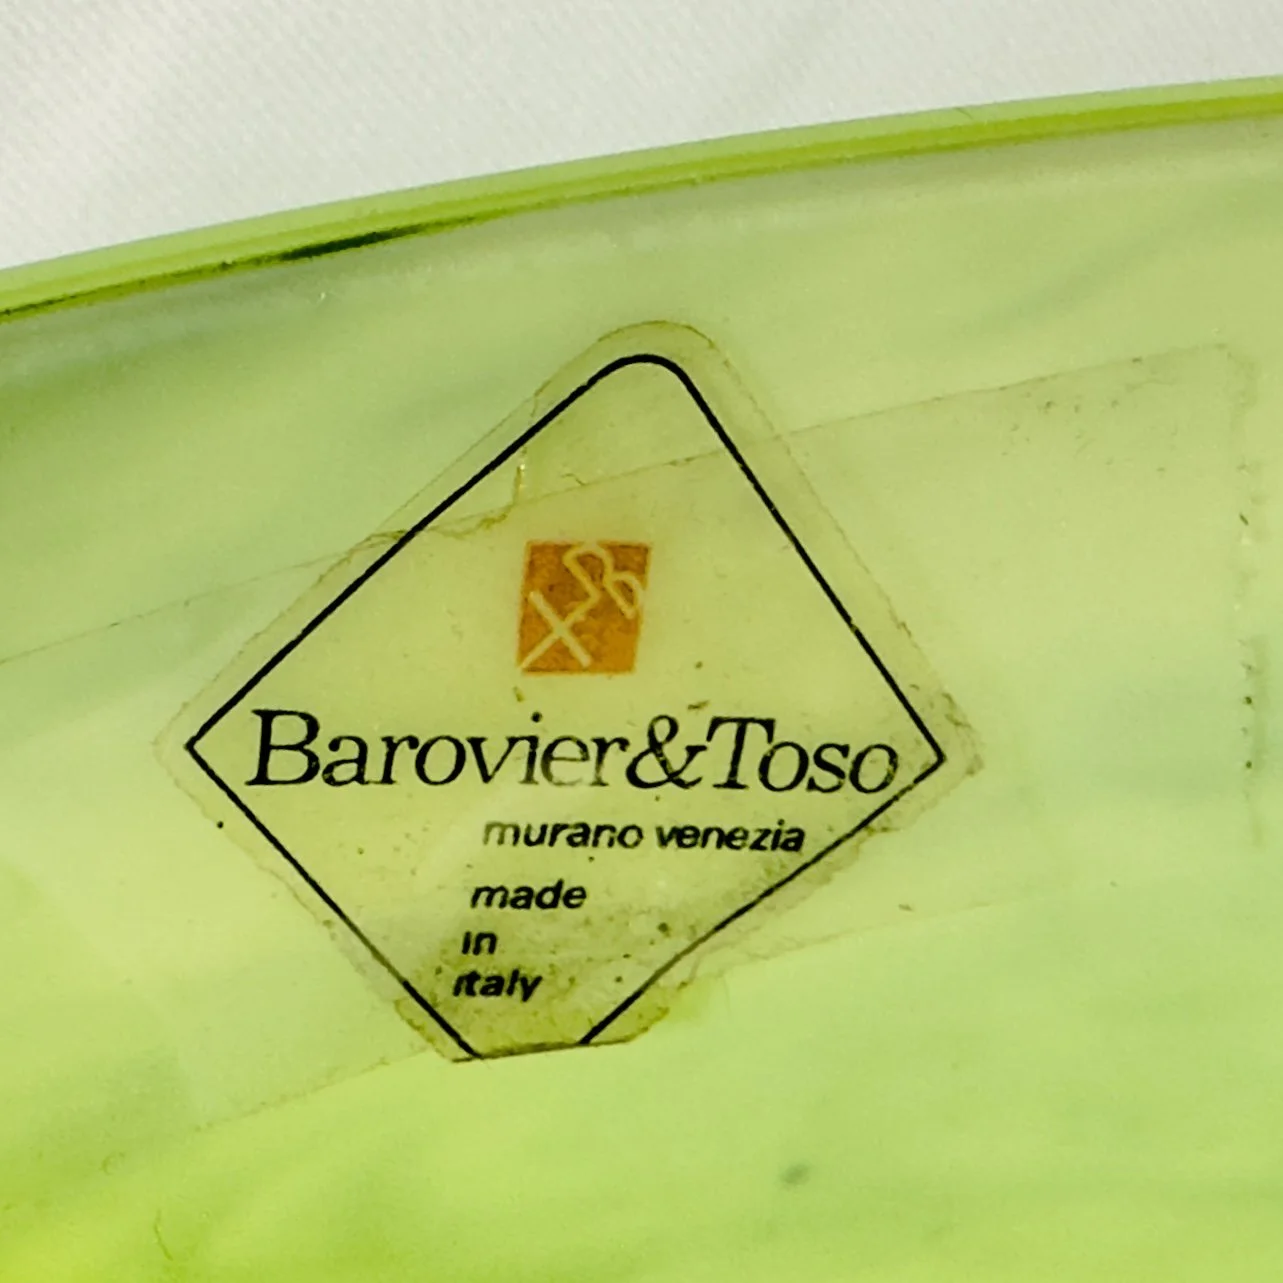 Barovier&Toso
murano venezia
made
in
italy